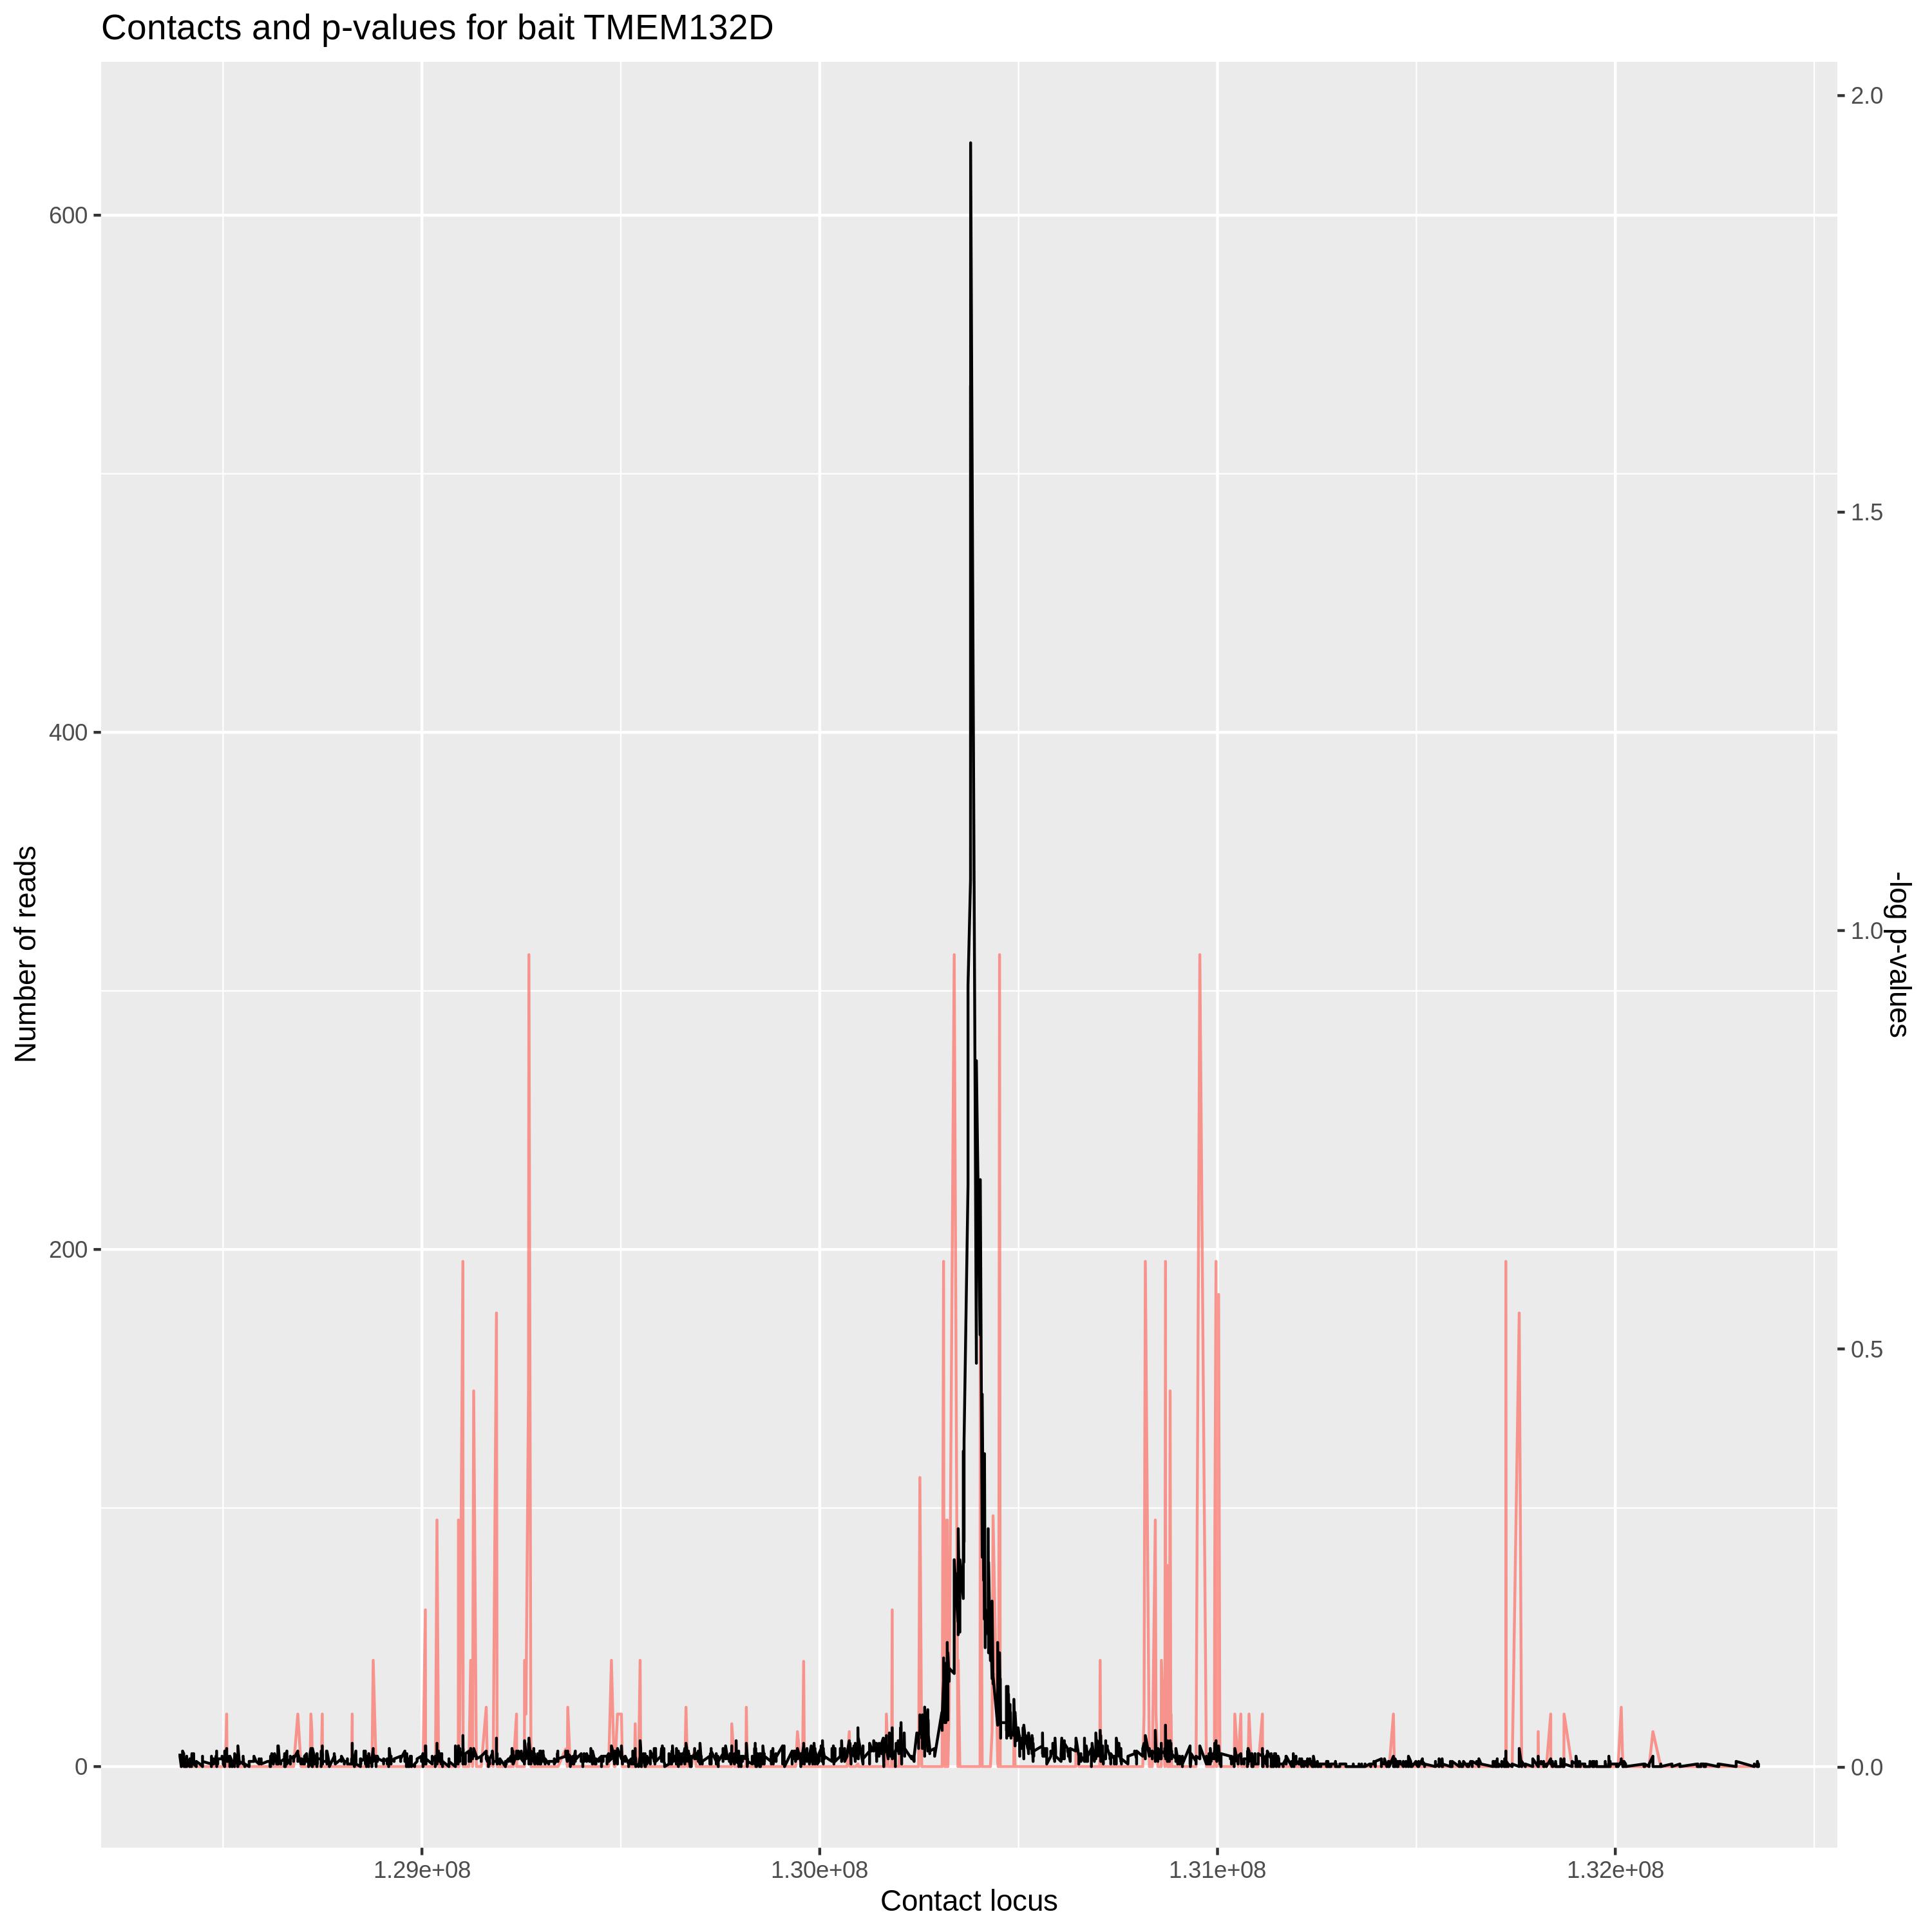 Contacts and p-values for bait TMEM132D
Number of reads
600
400
200
0
2.0
1.5
1.0
0.5
0.0
-log p-values
1.29e+08
1.30e+08
1.31e+08
1.32e+08
Contact locus